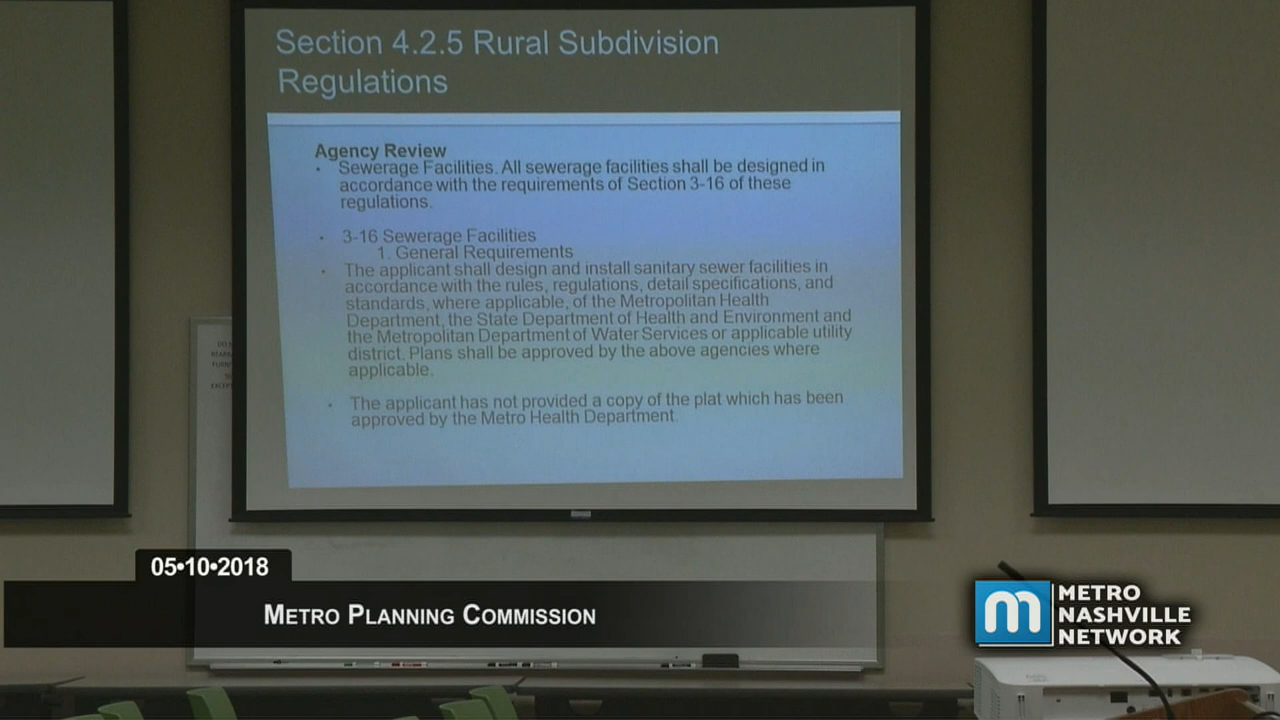 Section 4.2.5 Rural Subdivision
Regulations
Agency Review
• Sewerage Facilities. All sewerage facilities shall be designed in
accordance with the requirements of Section 3-16 of these
regulations.
• 3-16 Sewerage Facilities
1. General Requirements
• The applicant shall design and install sanitary sewer facilities in
accordance with the rules, regulations, detail specifications, and
standards, where applicable, of the Metropolitan Health
Department, the State Department of Health and Environment and
the Metropolitan Department of Water Services or applicable utility
district. Plans shall be approved by the above agencies where
applicable.
• The applicant has not provided a copy of the plat which has been
approved by the Metro Health Department.
05•10•2018
METRO PLANNING COMMISSION
m METRO
NASHVILLE
NETWORK